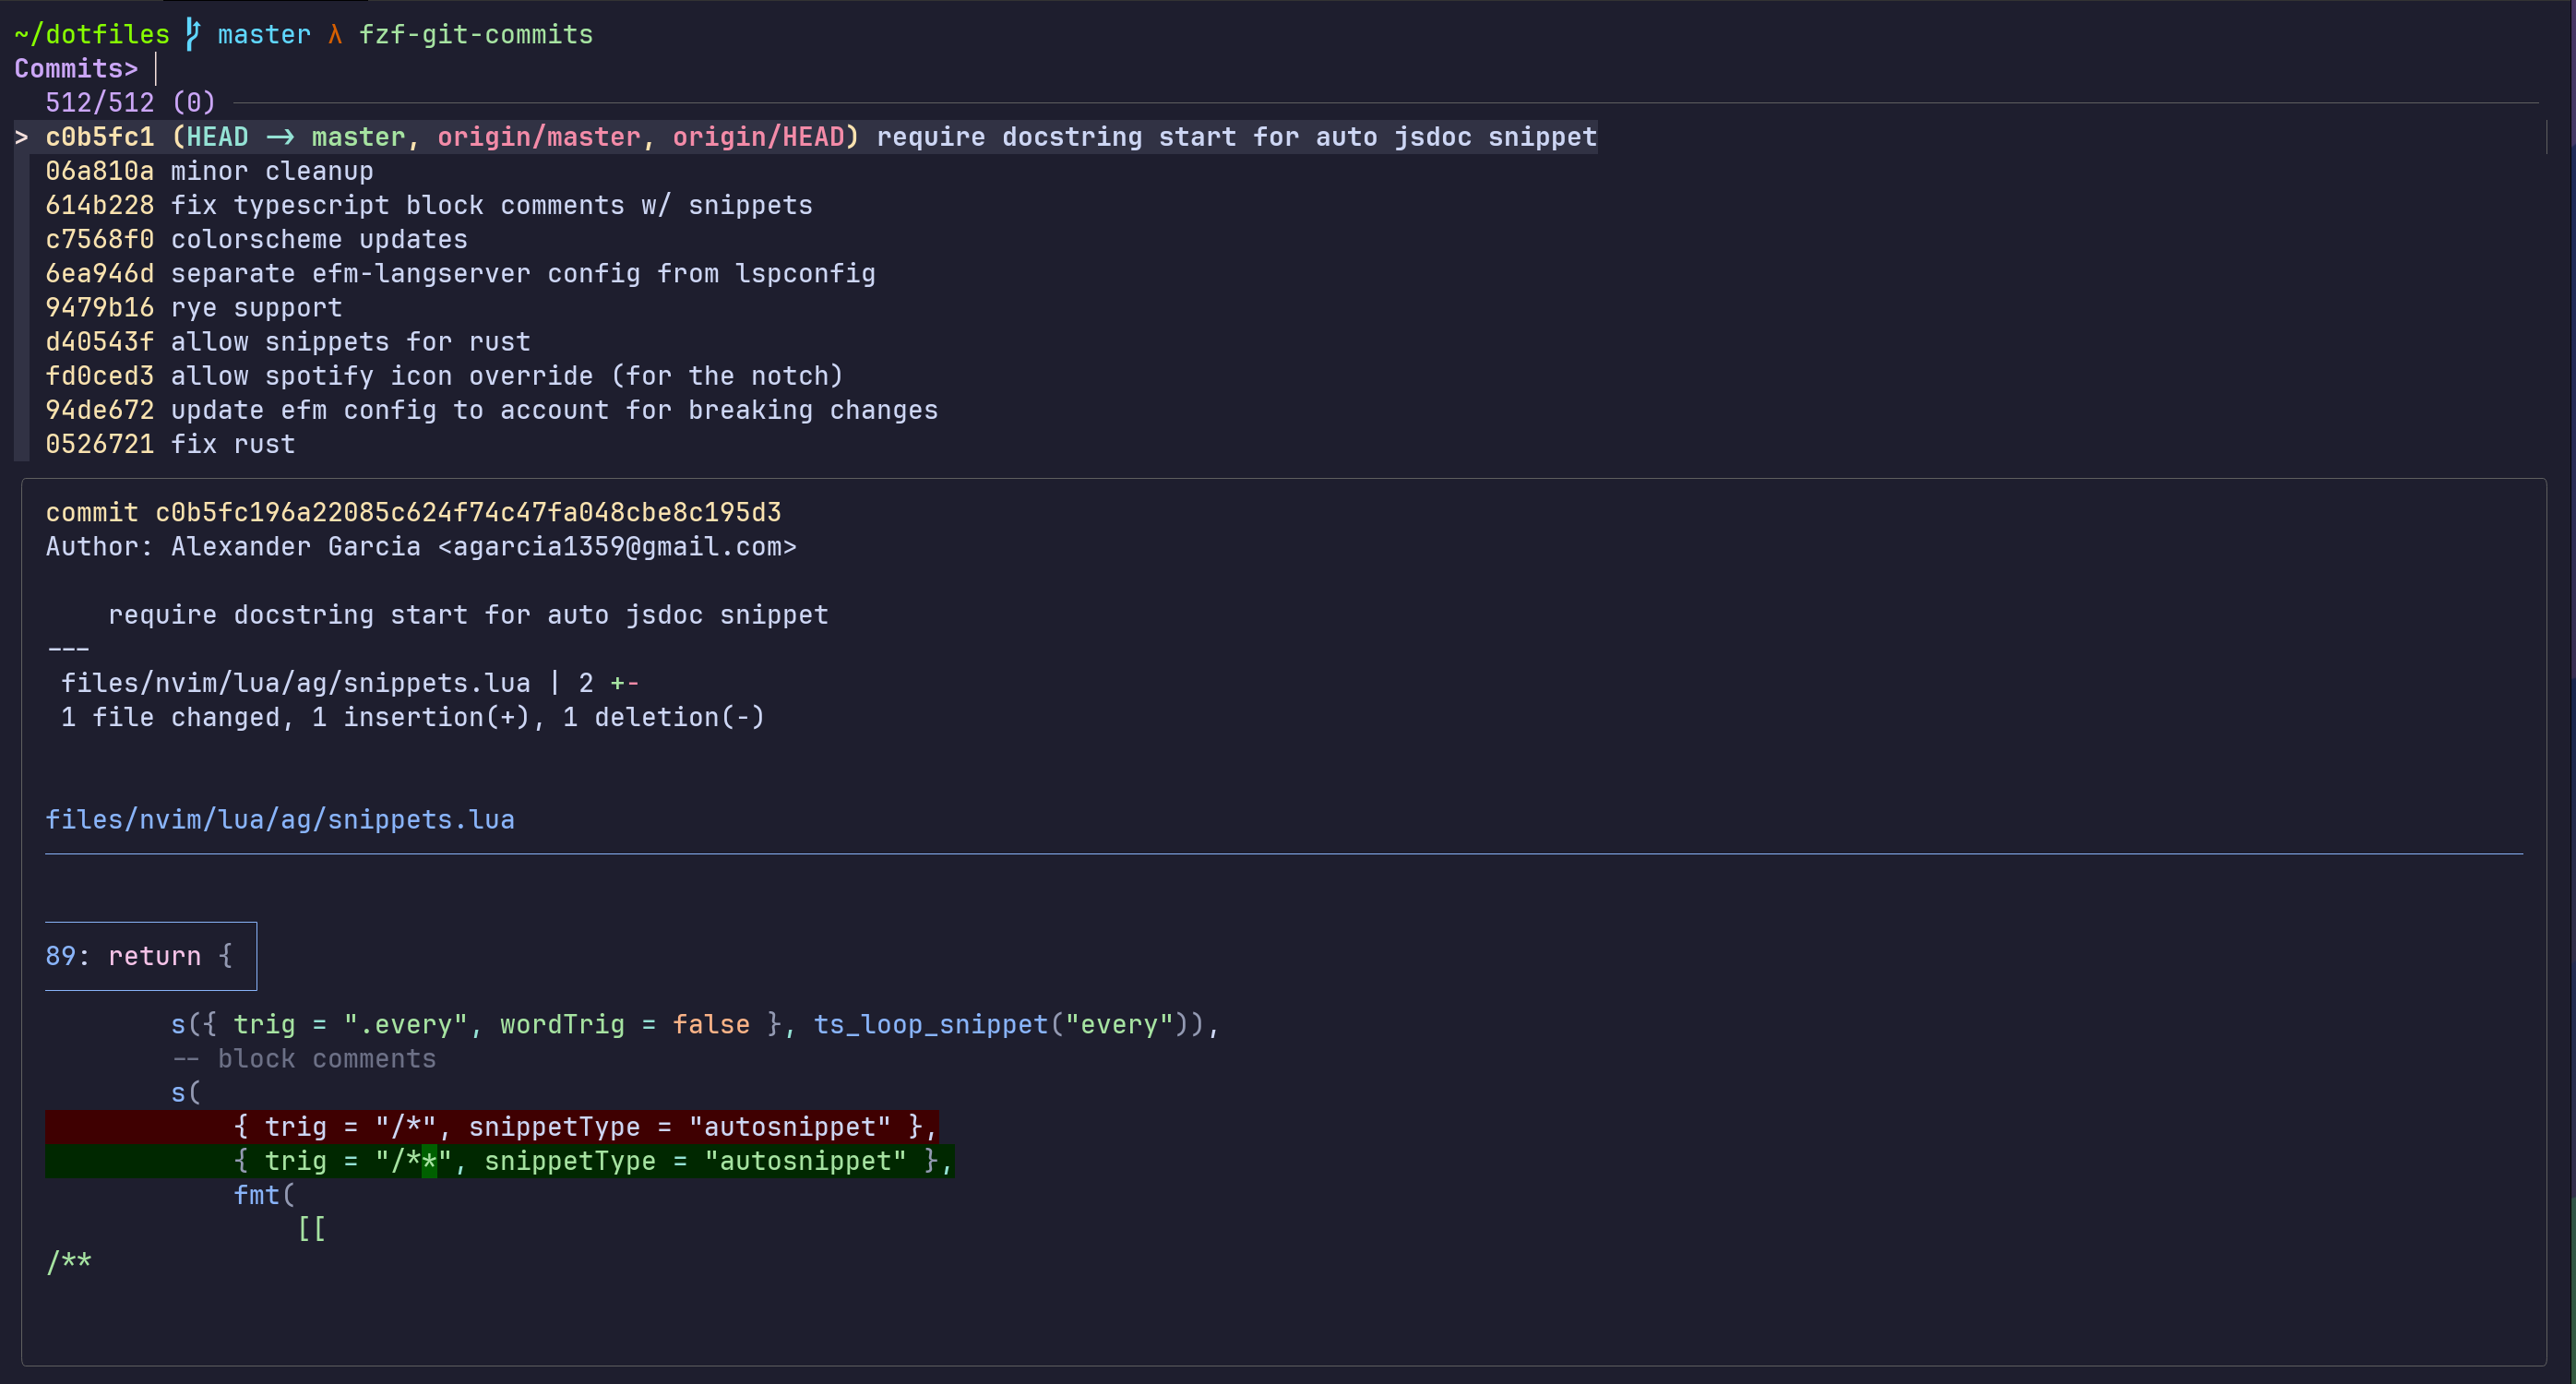 ~/dotfiles master λ fzf-git-commits
Commits>
512/512 (0)
> c0b5fc1 (HEAD -> master, origin/master, origin/HEAD) require docstring start for auto jsdoc snippet
06a810a minor cleanup
614b228 fix typescript block comments w/ snippets
c7568f0 colorscheme updates
6ea946d separate efm-langserver config from lspconfig
9479b16 rye support
d40543f allow snippets for rust
fd0ced3 allow spotify icon override (for the notch)
94de672 update efm config to account for breaking changes
0526721 fix rust
commit c0b5fc196a22085c624f74c47fa048cbe8c195d3
Author: Alexander Garcia <agarcia1359@gmail.com>
require docstring start for auto jsdoc snippet
---
files/nvim/lua/ag/snippets.lua | 2 +-
1 file changed, 1 insertion(+), 1 deletion(-)
files/nvim/lua/ag/snippets.lua
89: return {
s({ trig = ".every", wordTrig = false }, ts_loop_snippet("every")),
-- block comments
s(
{ trig = "/*", snippetType = "autosnippet" },
{ trig = "/**", snippetType = "autosnippet" },
fmt(
[[
/**